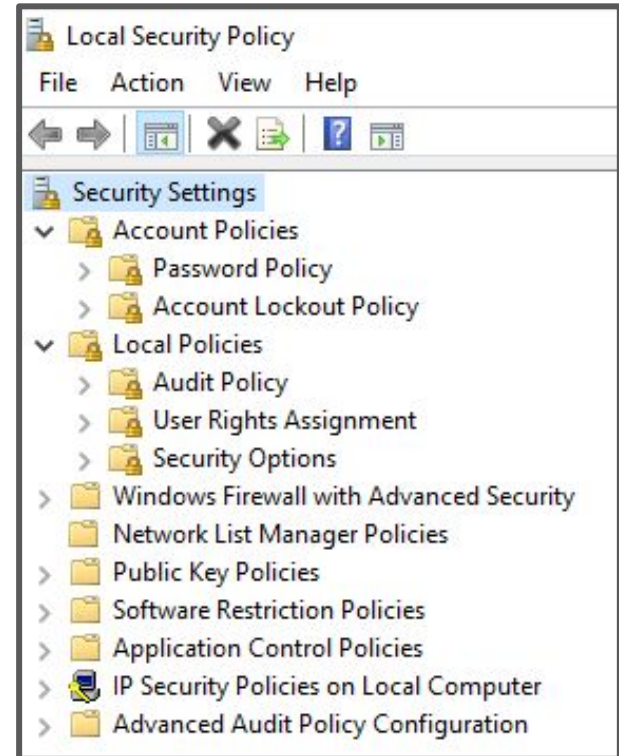 Local Security Policy
File Action View Help
Security Settings
Account Policies
Password Policy
Account Lockout Policy
Local Policies
Audit Policy
User Rights Assignment
Security Options
Windows Firewall with Advanced Security
Network List Manager Policies
Public Key Policies
Software Restriction Policies
Application Control Policies
IP Security Policies on Local Computer
Advanced Audit Policy Configuration